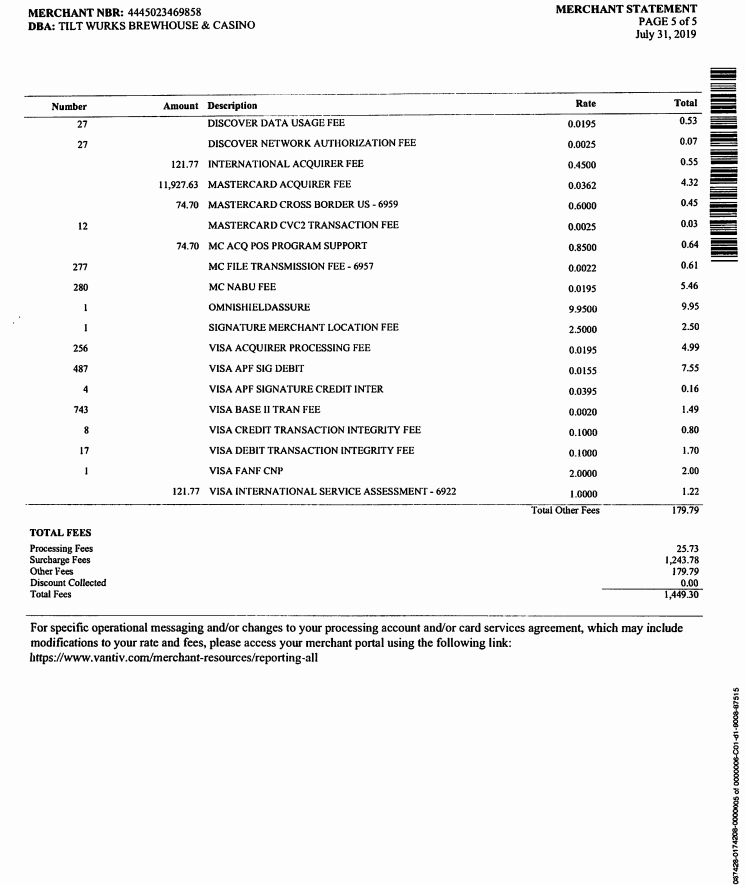 MERCHANT NBR: 4445023469858
DBA: TILT WURKS BREWHOUSE & CASINO
MERCHANT STATEMENT
PAGE 5 of 5
July 31, 2019
Number Amount Description Rate Total
27 DISCOVER DATA USAGE FEE 0.0195 0.53
27 DISCOVER NETWORK AUTHORIZATION FEE 0.0025 0.07
121.77 INTERNATIONAL ACQUIRER FEE 0.4500 0.55
11,927.63 MASTERCARD ACQUIRER FEE 0.0362 4.32
74.70 MASTERCARD CROSS BORDER US - 6959 0.6000 0.45
12 MASTERCARD CVC2 TRANSACTION FEE 0.0025 0.03
74.70 MC ACQ POS PROGRAM SUPPORT 0.8500 0.64
277 MC FILE TRANSMISSION FEE - 6957 0.0022 0.61
280 MC NABU FEE 0.0195 5.46
1 OMNISHIELDASSURE 9.9500 9.95
1 SIGNATURE MERCHANT LOCATION FEE 2.5000 2.50
256 VISA ACQUIRER PROCESSING FEE 0.0195 4.99
487 VISA APF SIG DEBIT 0.0155 7.55
4 VISA APF SIGNATURE CREDIT INTER 0.0395 0.16
743 VISA BASE II TRAN FEE 0.0020 1.49
8 VISA CREDIT TRANSACTION INTEGRITY FEE 0.1000 0.80
17 VISA DEBIT TRANSACTION INTEGRITY FEE 0.1000 1.70
1 VISA FANF CNP 2.0000 2.00
121.77 VISA INTERNATIONAL SERVICE ASSESSMENT - 6922 1.0000 1.22
Total Other Fees 179.79
TOTAL FEES
Processing Fees 25.73
Surcharge Fees 1,243.78
Other Fees 179.79
Discount Collected 0.00
Total Fees 1,449.30
For specific operational messaging and/or changes to your processing account and/or card services agreement, which may include
modifications to your rate and fees, please access your merchant portal using the following link:
https://www.vantiv.com/merchant-resources/reporting-all
087428-0174208-0000605 of 0000006-C01-d1-9008-87515